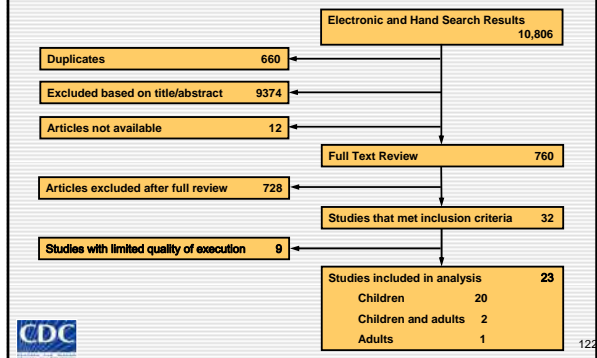 Electronic and Hand Search Results
10,806
Duplicates 660
Excluded based on title/abstract 9374
Articles not available 12
Full Text Review 760
Articles excluded after full review 728
Studies that met inclusion criteria 32
Studies with limited quality of execution 9
Studies included in analysis 23
Children 20
Children and adults 2
Adults 1
CDC
122